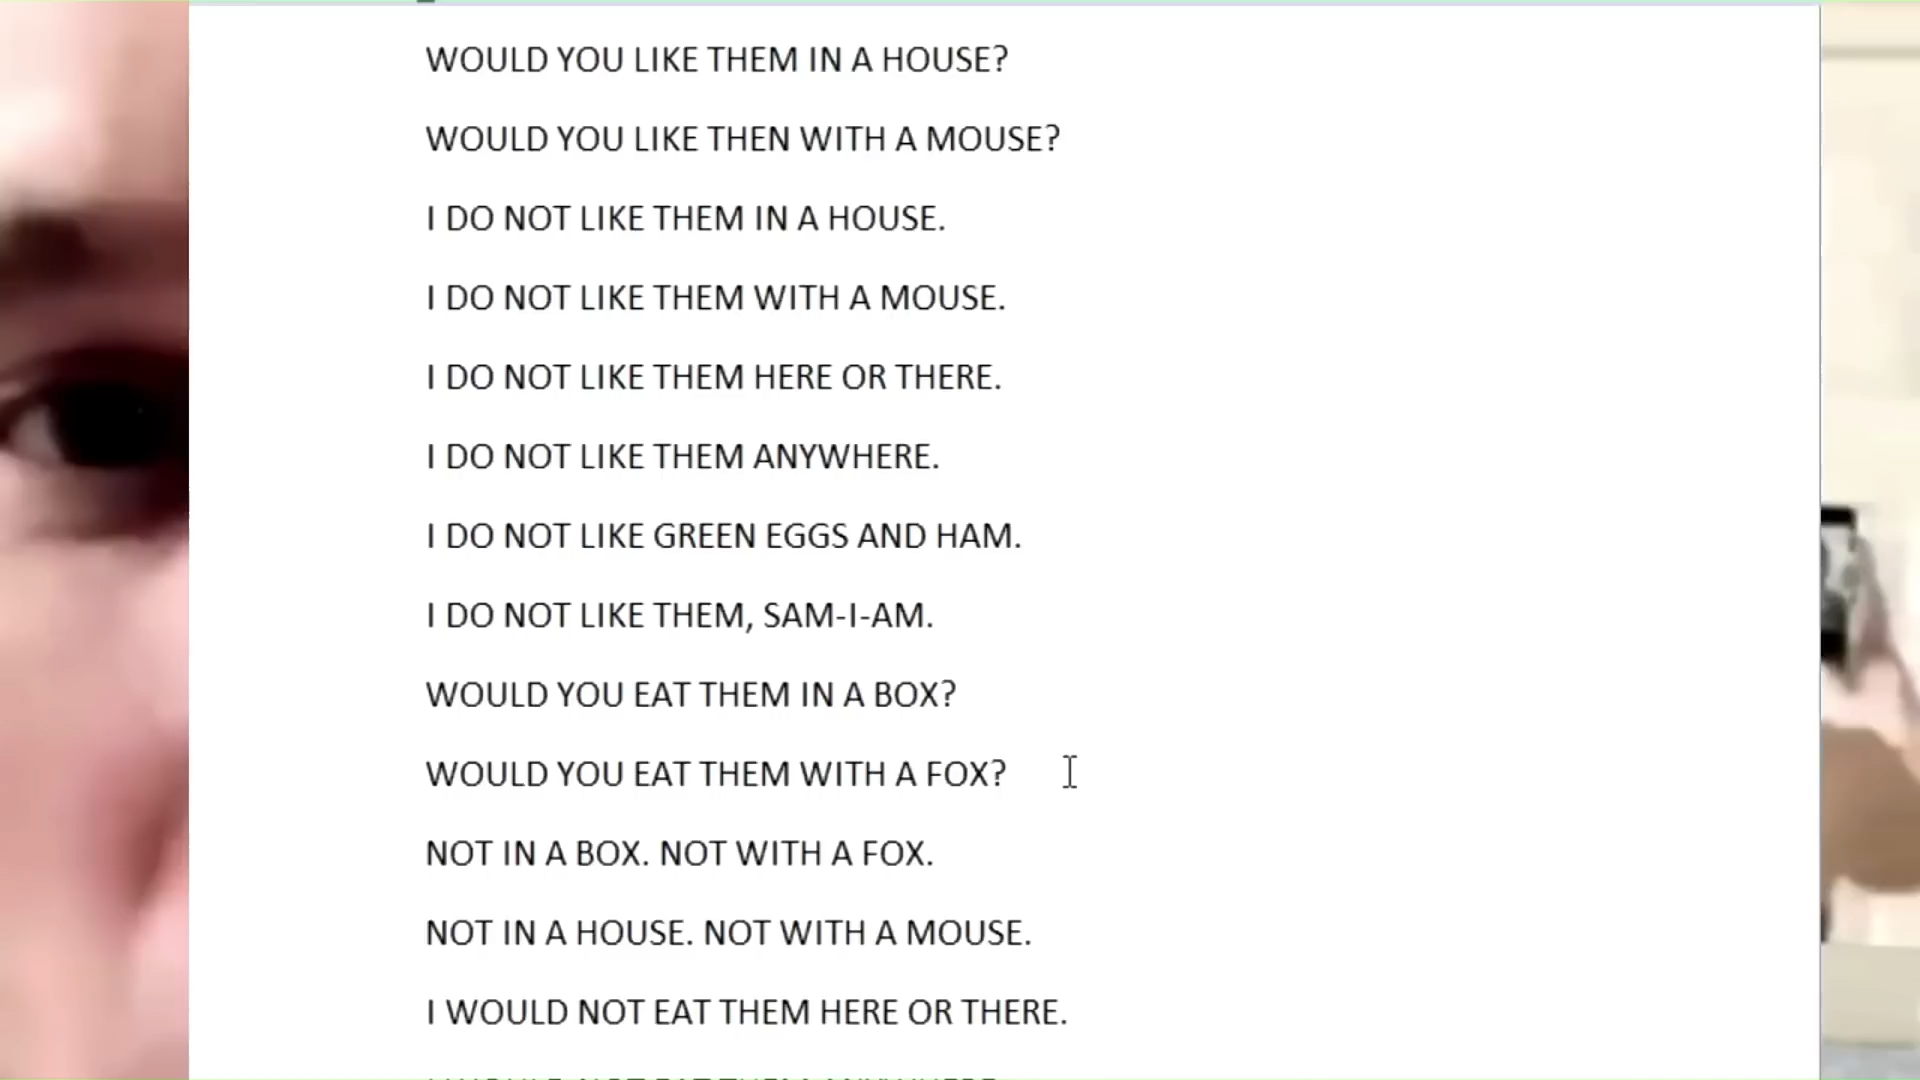 WOULD YOU LIKE THEM IN A HOUSE?
WOULD YOU LIKE THEN WITH A MOUSE?
I DO NOT LIKE THEM IN A HOUSE.
I DO NOT LIKE THEM WITH A MOUSE.
I DO NOT LIKE THEM HERE OR THERE.
I DO NOT LIKE THEM ANYWHERE.
I DO NOT LIKE GREEN EGGS AND HAM.
I DO NOT LIKE THEM, SAM-I-AM.
WOULD YOU EAT THEM IN A BOX?
WOULD YOU EAT THEM WITH A FOX?
NOT IN A BOX. NOT WITH A FOX.
NOT IN A HOUSE. NOT WITH A MOUSE.
I WOULD NOT EAT THEM HERE OR THERE.